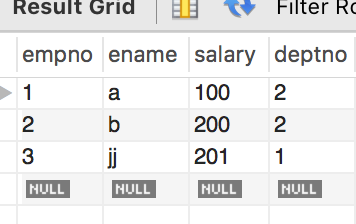 Result Grid Filter Ro
empno ename salary deptno
1 a 100 2
2 b 200 2
3 jj 201 1
NULL NULL NULL NULL